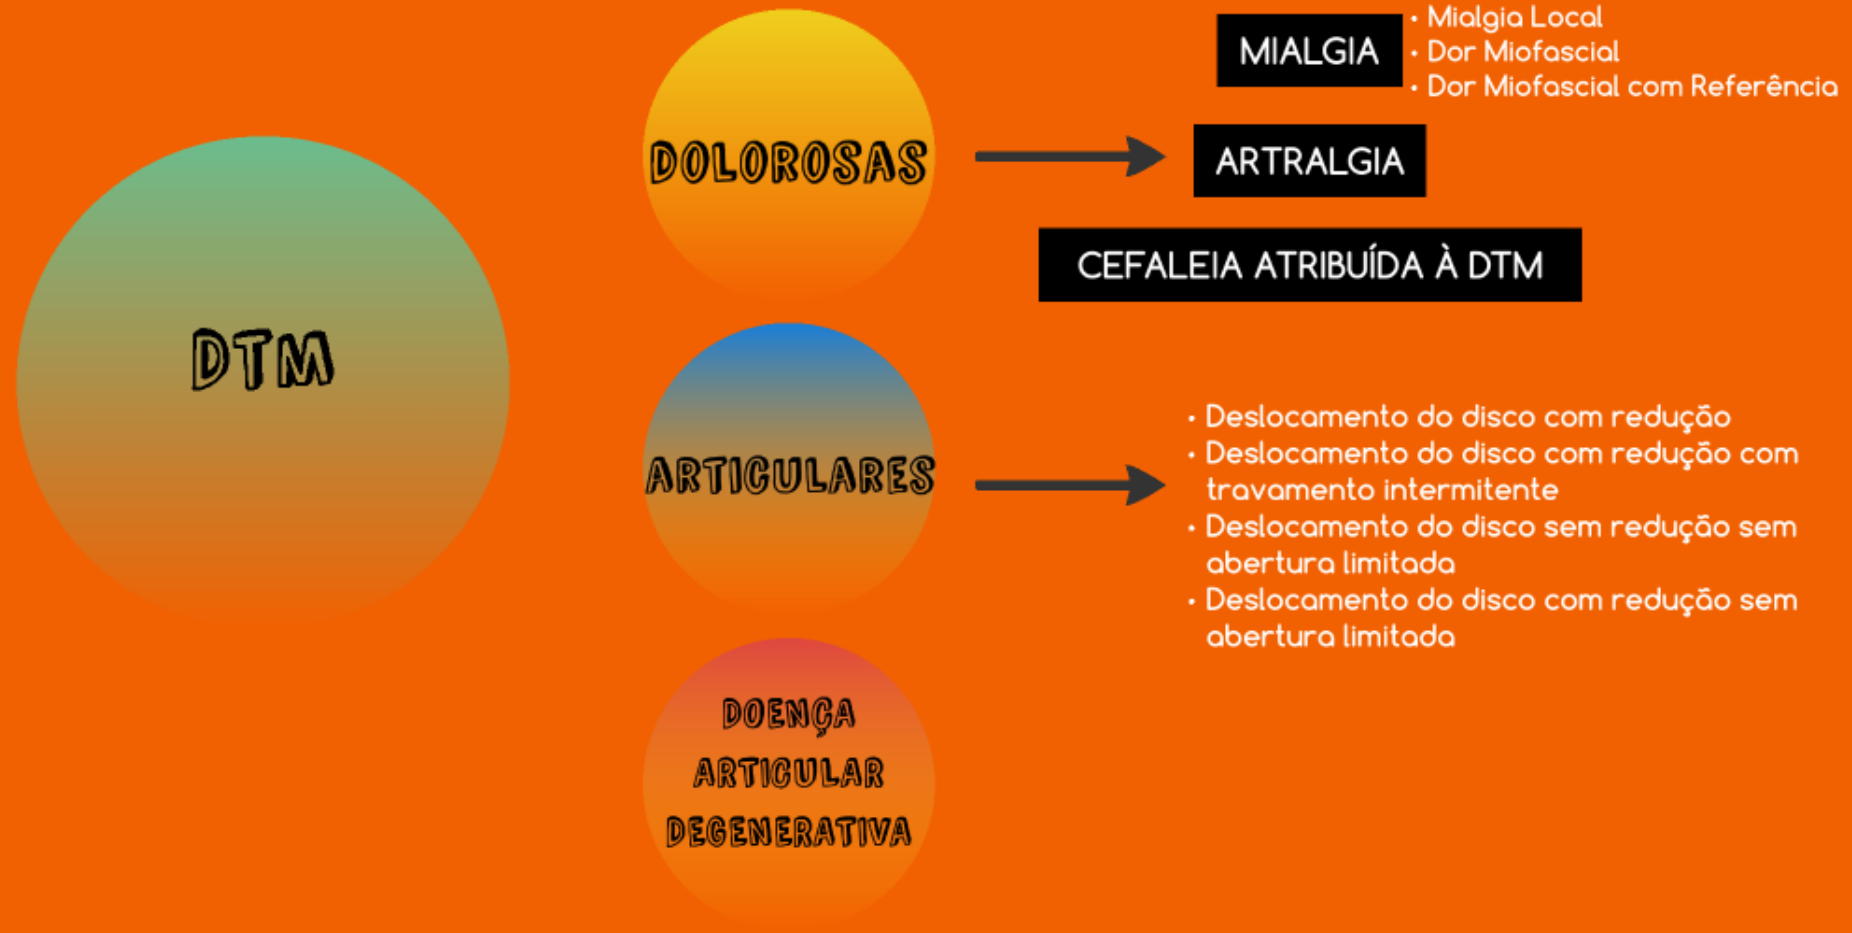 DTM
DOLOROSAS
MIALGIA
• Mialgia Local
• Dor Miofascial
• Dor Miofascial com Referência
ARTRALGIA
CEFALEIA ATRIBUÍDA À DTM
ARTICULARES
• Deslocamento do disco com redução
• Deslocamento do disco com redução com
travamento intermitente
• Deslocamento do disco sem redução sem
abertura limitada
• Deslocamento do disco com redução sem
abertura limitada
DOENÇA
ARTICULAR
DEGENERATIVA